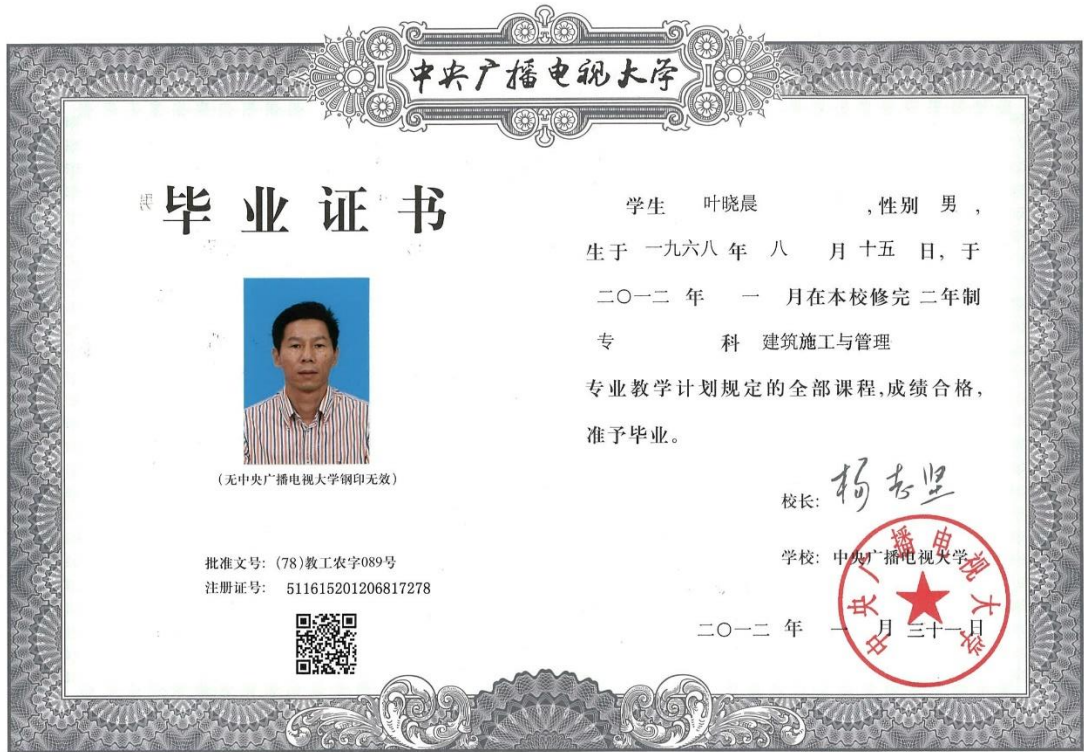 中央广播电视大学
毕业证书
(无中央广播电视大学钢印无效)
批准文号: (78)教工农字089号
注册证号: 511615201206817278
学生 叶晓晨 ,性别 男 ,
生于 一九六八 年 八 月 十五 日, 于
二〇一二 年 一 月在本校修完 二年制
专 科 建筑施工与管理
专业教学计划规定的全部课程,成绩合格,
准予毕业。
校长: 杨志坚
学校: 中央广播电视大学
二〇一二 年 一 月 三十一日
中央广播电视大学